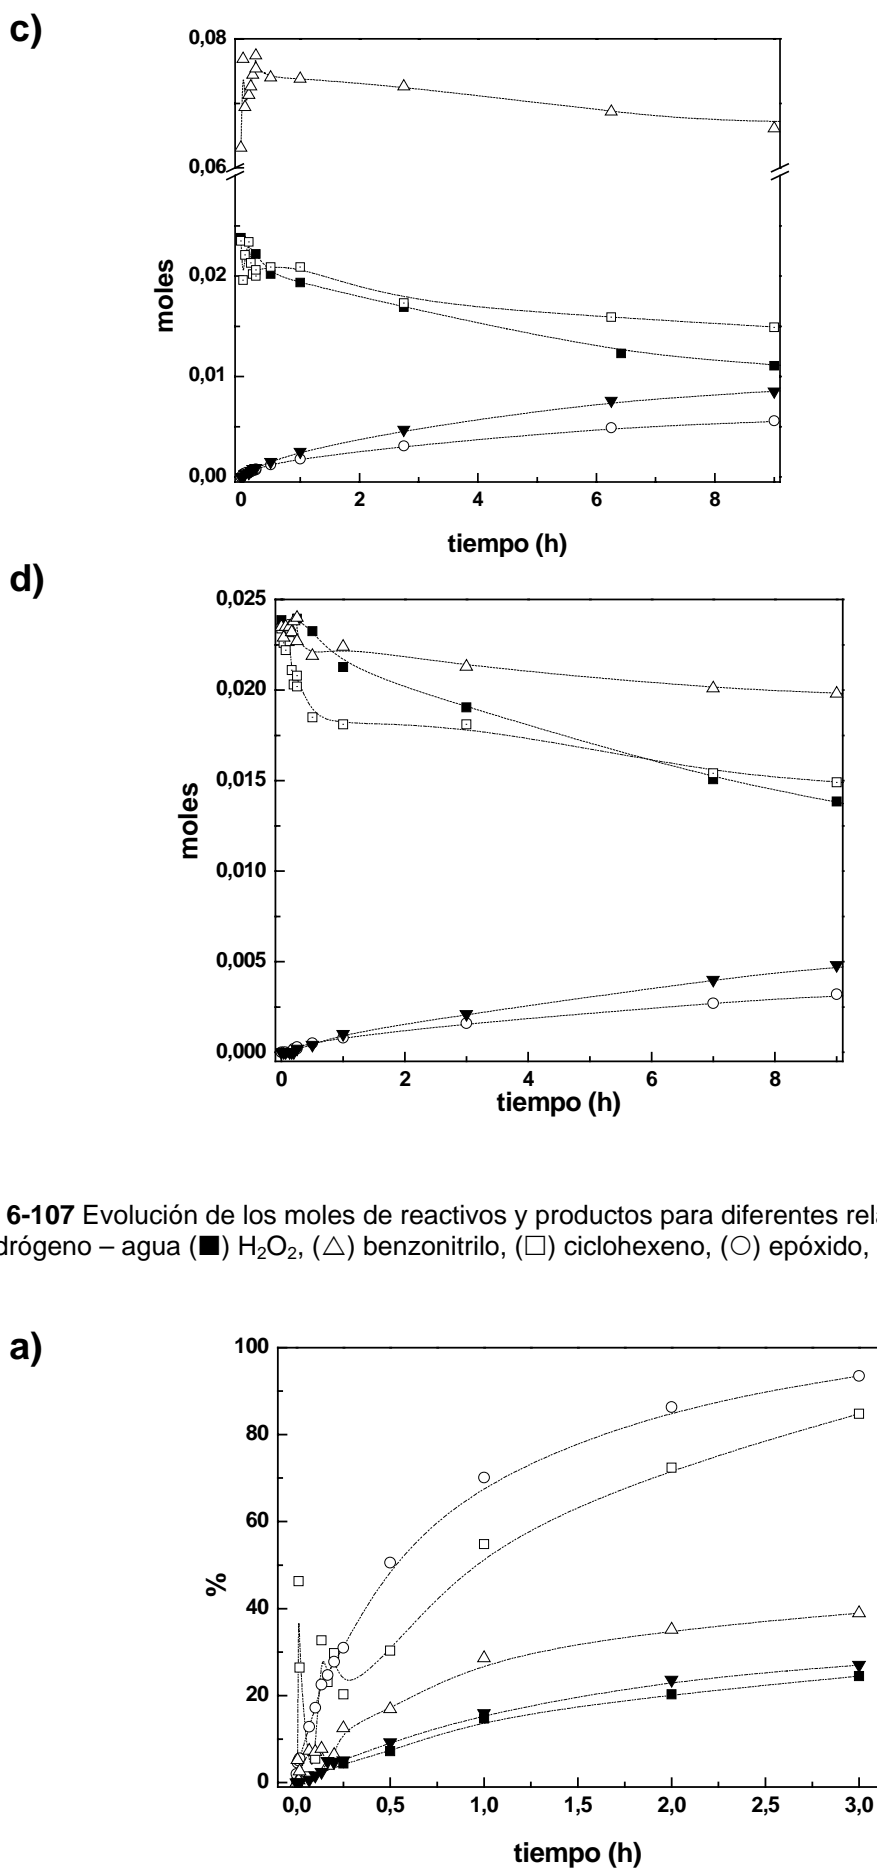 c)
0,08
0,06
0,02
0,01
0,00
moles
0 2 4 6 8
tiempo (h)
d)
0,025
0,020
0,015
0,010
0,005
0,000
moles
0 2 4 6 8
tiempo (h)
6-107 Evolución de los moles de reactivos y productos para diferentes
drógeno – agua (■) H₂O₂, (△) benzonitrilo, (□) ciclohexeno, (○) epóxido,
a)
100
80
60
40
20
0
%
0,0 0,5 1,0 1,5 2,0 2,5 3,0
tiempo (h)